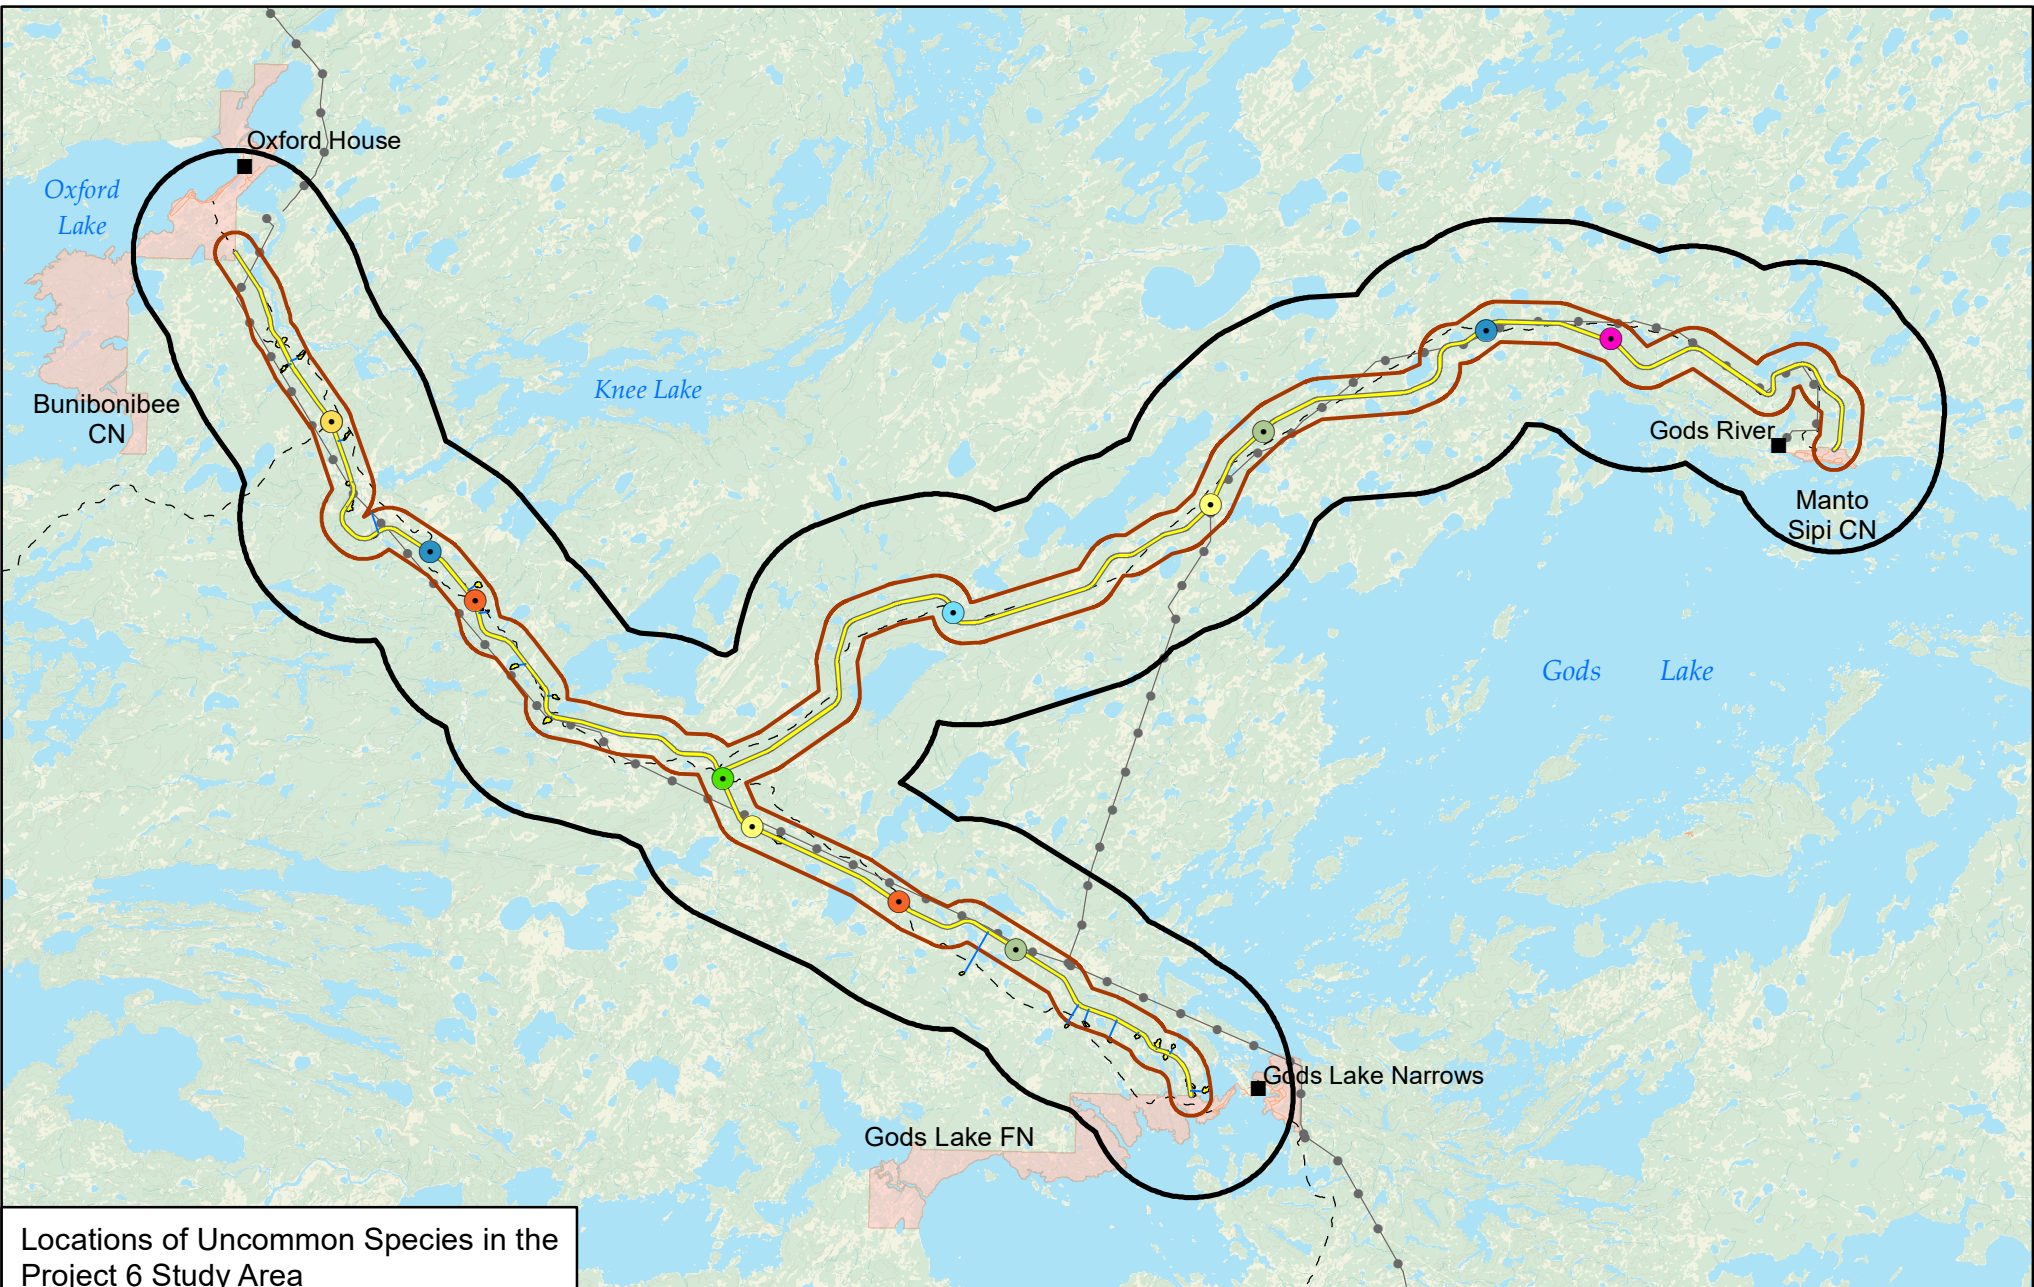 Oxford House
Oxford
Lake
Knee Lake
Bunibonibee
CN
Gods River
Manto
Sipi CN
Gods Lake
Gods Lake Narrows
Gods Lake FN
Locations of Uncommon Species in the
Project 6 Study Area